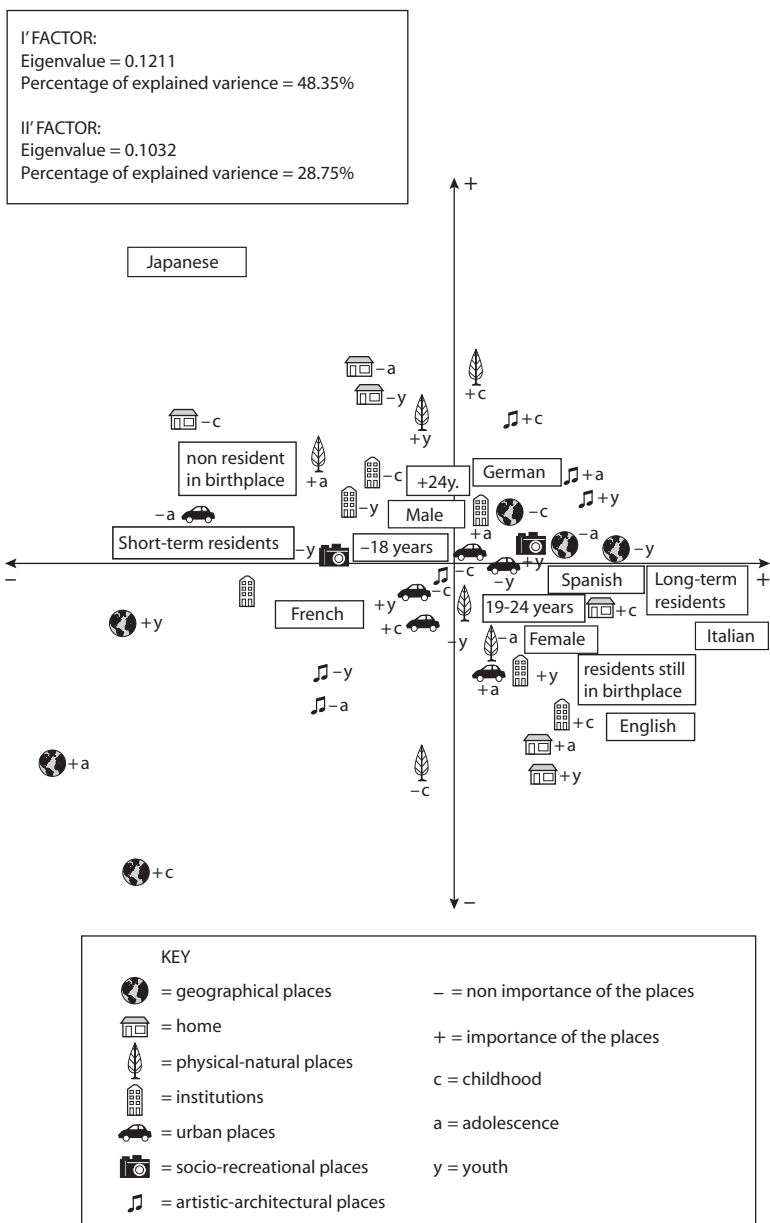 I' FACTOR:
Eigenvalue = 0.1211
Percentage of explained varience = 48.35%
II' FACTOR:
Eigenvalue = 0.1032
Percentage of explained varience = 28.75%
+
Japanese
–a
–y
+c
–c
+y
+c
non resident
in birthplace
+a
–c
+24y.
German
+a
–y
+y
Male
–c
–a
+a
Short-term residents
–y
–18 years
+y
–a
–y
–
+
–c
–y
Spanish
Long-term
residents
–c
+y
French
19-24 years
+c
+y
+c
–y
–a
Female
Italian
–y
+y
residents still
in birthplace
+a
–a
+c
English
+a
+a
+y
–c
+c
–
KEY
= geographical places
– = non importance of the places
= home
+ = importance of the places
= physical-natural places
c = childhood
= institutions
a = adolescence
= urban places
= socio-recreational places
y = youth
= artistic-architectural places